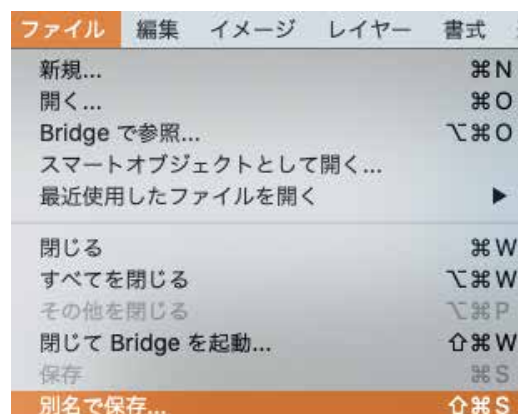 ファイル 編集 イメージ レイヤー 書式
新規... ⌘N
開く... ⌘O
Bridge で参照... ⌥⌘O
スマートオブジェクトとして開く...
最近使用したファイルを開く ▶
閉じる ⌘W
すべてを閉じる ⌥⌘W
その他を閉じる ⌥⌘P
閉じて Bridge を起動... ⇧⌘W
保存 ⌘S
別名で保存... ⇧⌘S